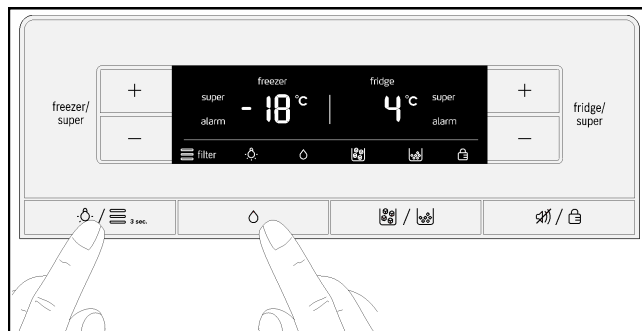 freezer/
super
+
−
freezer
super
alarm
- 18 °C
fridge
4 °C
super
alarm
filter
+
−
fridge/
super
/ 3 sec.
/
/